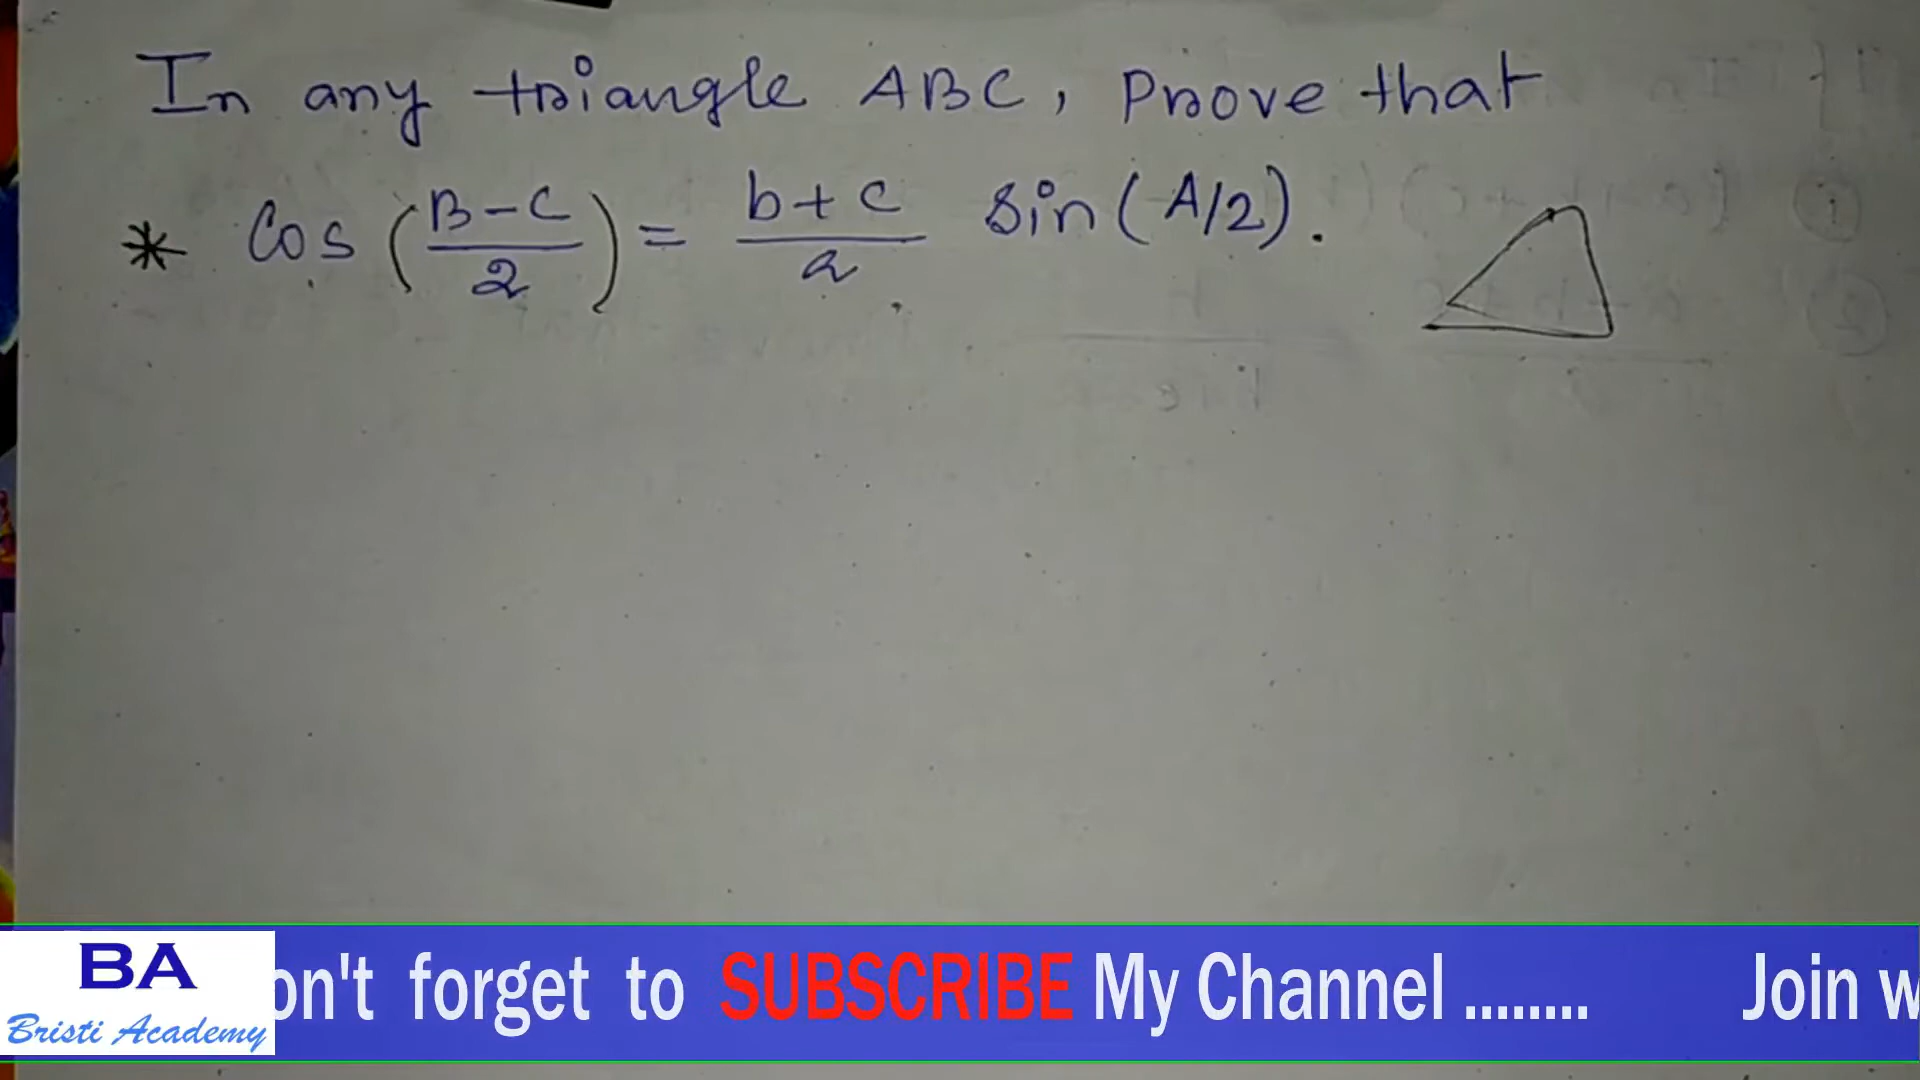 In any triangle ABC, Prove that
* Cos (B-C/2) = b+c/a sin(A/2).
BA
Bristi Academy
on't forget to SUBSCRIBE My Channel ........ Join w